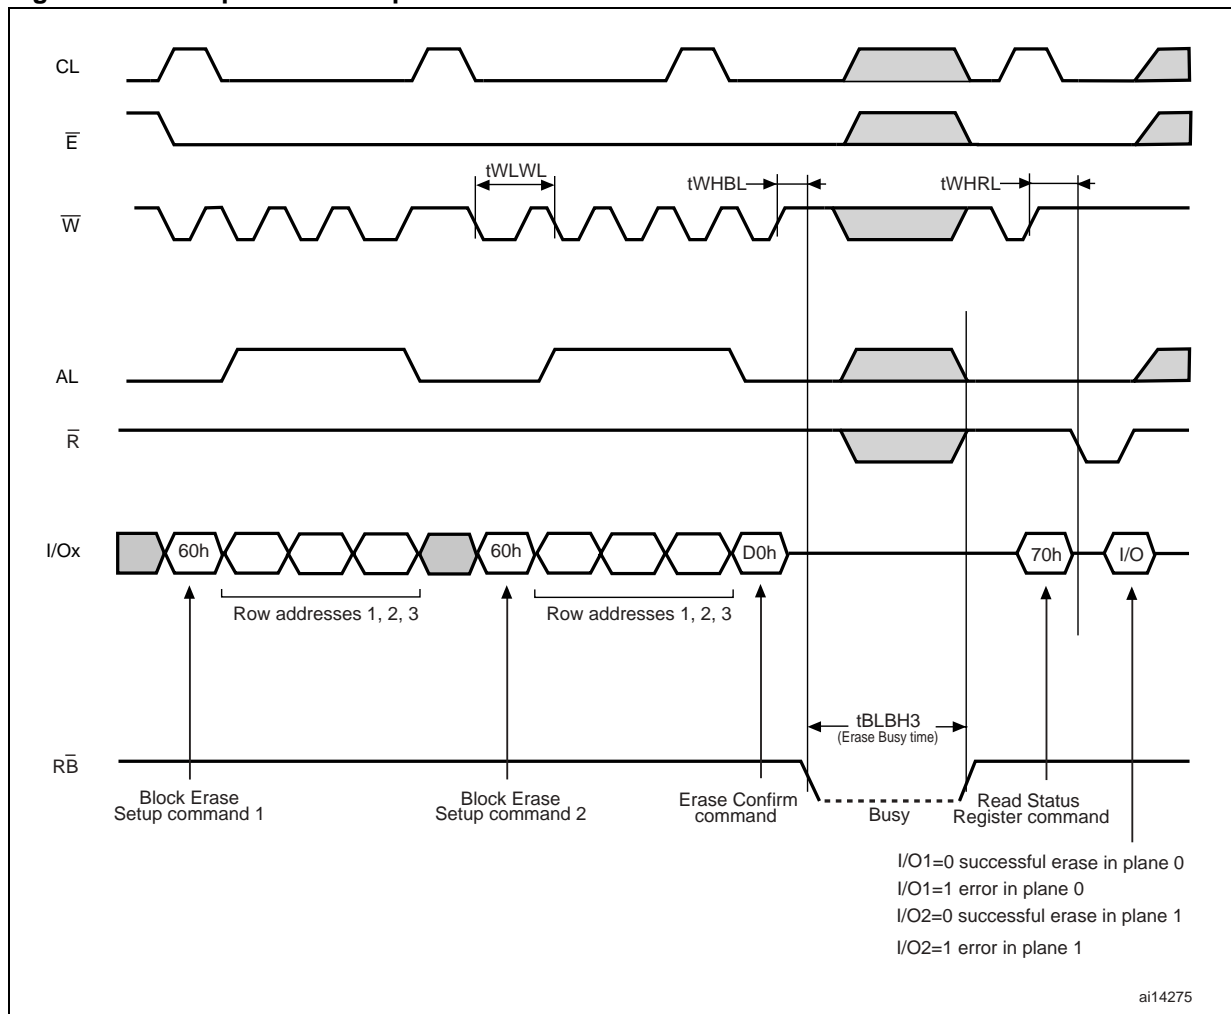 CL
E
tWLWL
tWHBL
tWHRL
W
AL
R
I/Ox
60h
60h
D0h
70h
I/O
Row addresses 1, 2, 3
Row addresses 1, 2, 3
tBLBH3
(Erase Busy time)
RB
Block Erase
Setup command 1
Block Erase
Setup command 2
Erase Confirm
command
Busy
Read Status
Register command
I/O1=0 successful erase in plane 0
I/O1=1 error in plane 0
I/O2=0 successful erase in plane 1
I/O2=1 error in plane 1
ai14275